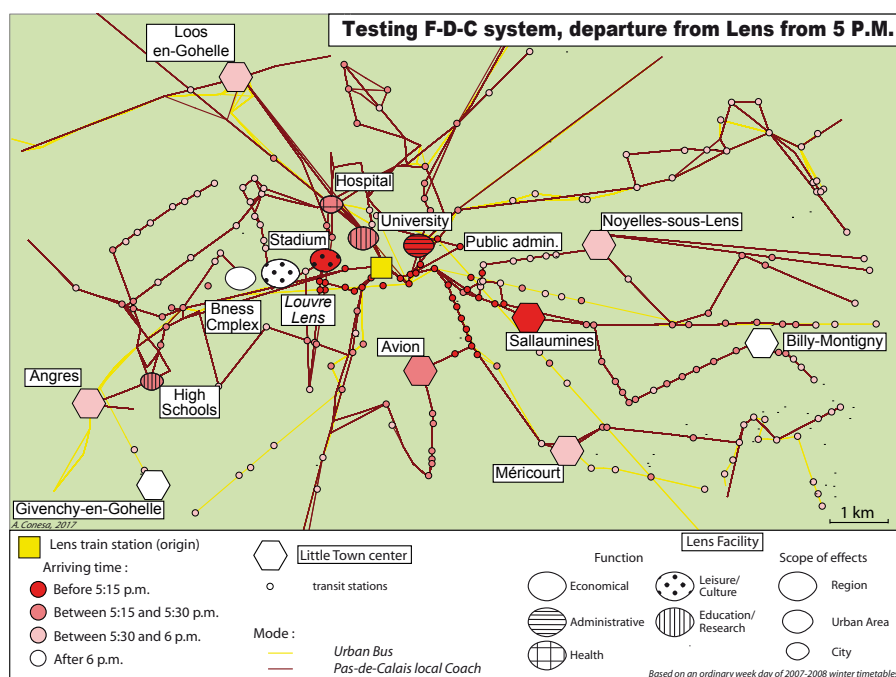 Testing F-D-C system, departure from Lens from 5 P.M.
Loos
en-Gohelle
Hospital
University
Public admin.
Noyelles-sous-Lens
Stadium
Louvre
Lens
Bness
Cmplex
Sallaumines
Billy-Montigny
Avion
Angres
High
Schools
Méricourt
Givenchy-en-Gohelle
A. Conesa, 2017
1 km
Lens train station (origin)
Arriving time :
Before 5:15 p.m.
Between 5:15 and 5:30 p.m.
Between 5:30 and 6 p.m.
After 6 p.m.
Little Town center
transit stations
Mode :
Urban Bus
Pas-de-Calais local Coach
Lens Facility
Function
Scope of effects
Economical
Leisure/
Culture
Region
Administrative
Education/
Research
Urban Area
Health
City
Based on an ordinary week day of 2007-2008 winter timetables